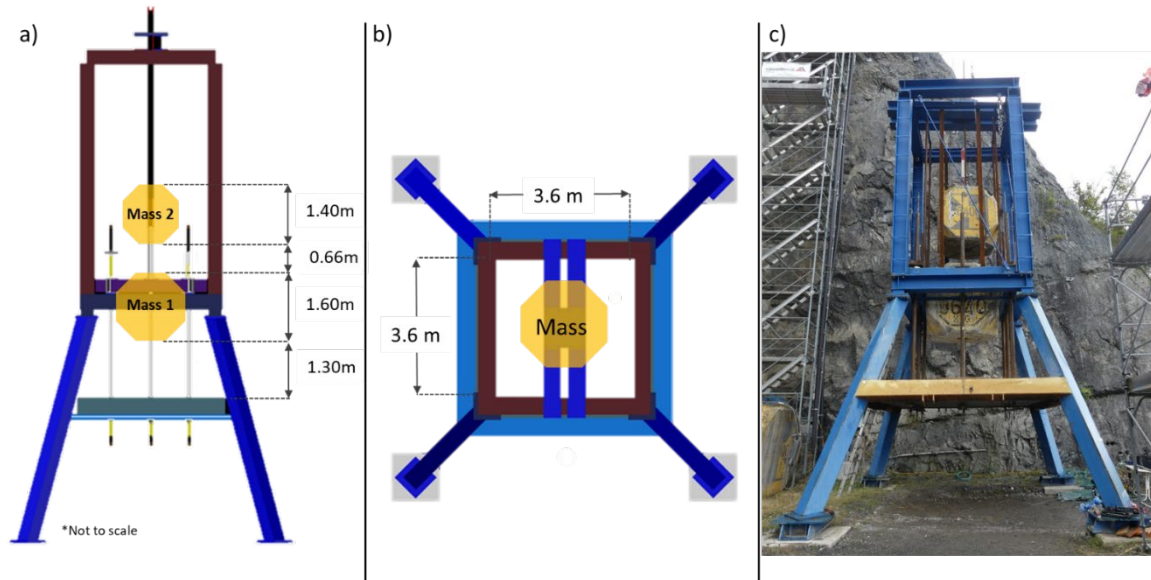 a)
Mass 2
Mass 1
1.40m
0.66m
1.60m
1.30m
*Not to scale
b)
3.6 m
3.6 m
Mass
c)